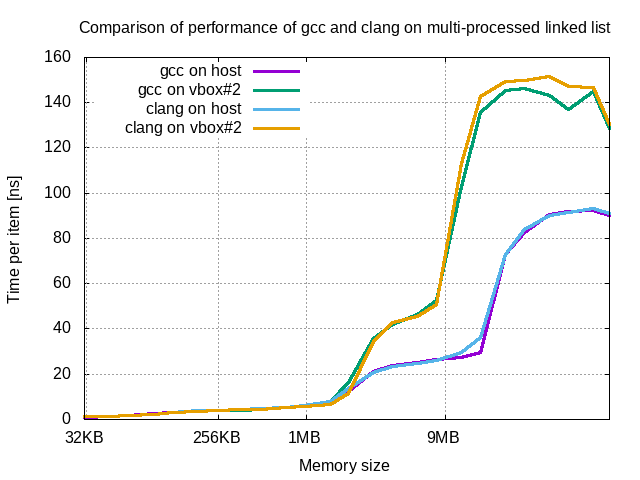 Comparison of performance of gcc and clang on multi-processed linked list
160
140
120
100
80
60
40
20
0
gcc on host
gcc on vbox#2
clang on host
clang on vbox#2
Time per item [ns]
32KB
256KB
1MB
9MB
Memory size